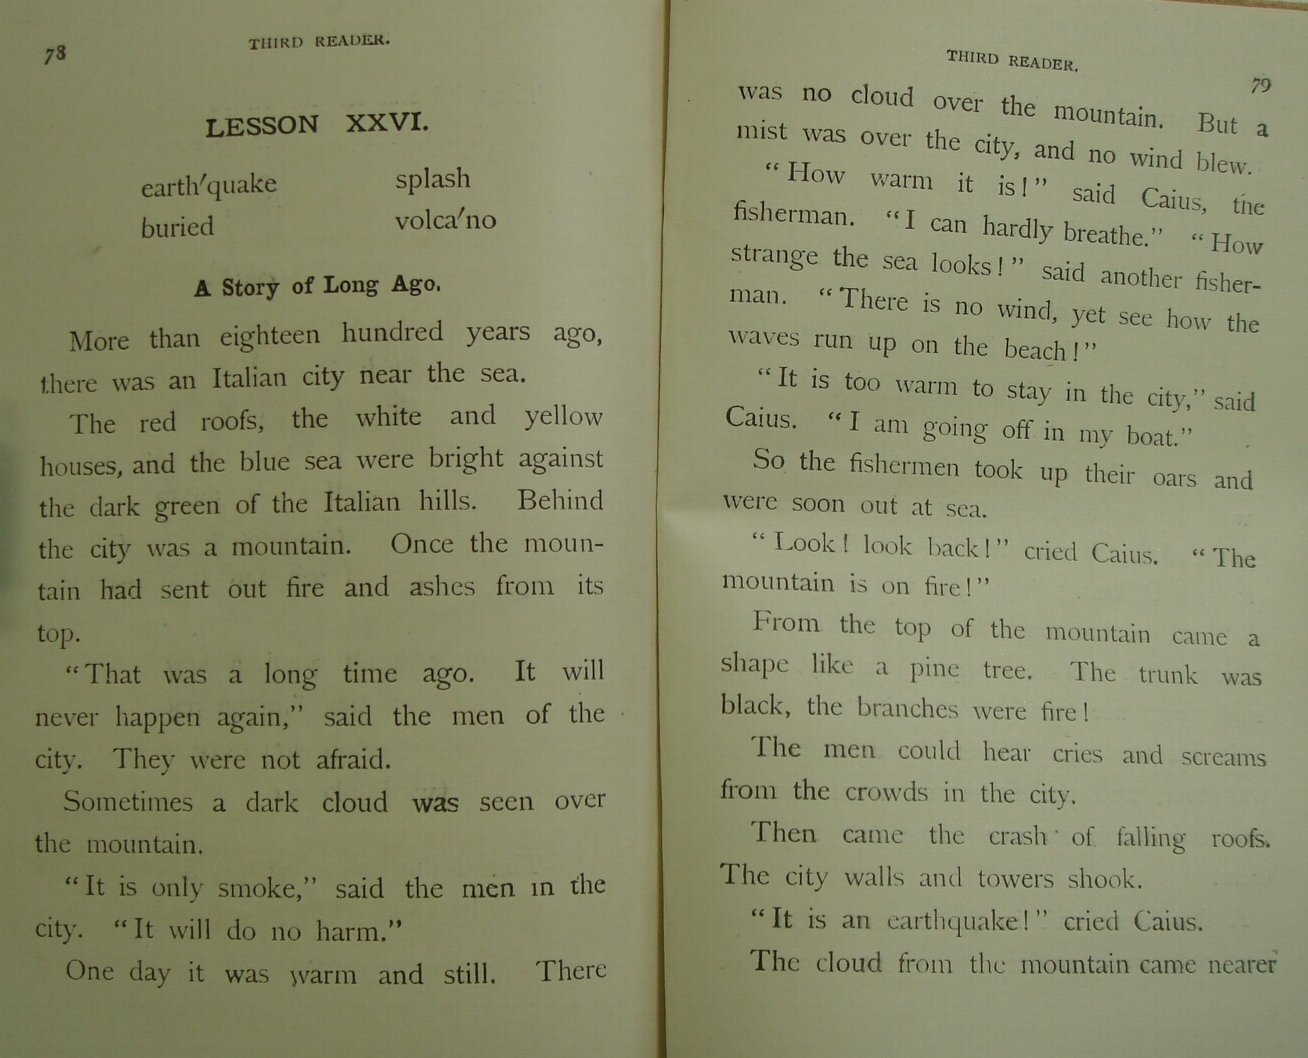 78
THIRD READER.
LESSON XXVI.
earth′quake splash
buried volca′no
A Story of Long Ago.
More than eighteen hundred years ago,
there was an Italian city near the sea.
The red roofs, the white and yellow
houses, and the blue sea were bright against
the dark green of the Italian hills. Behind
the city was a mountain. Once the moun-
tain had sent out fire and ashes from its
top.
“That was a long time ago. It will
never happen again,” said the men of the
city. They were not afraid.
Sometimes a dark cloud was seen over
the mountain.
“It is only smoke,” said the men in the
city. “It will do no harm.”
One day it was warm and still. There
THIRD READER.
79
was no cloud over the mountain. But a
mist was over the city, and no wind blew.
“How warm it is!” said Caius, the
fisherman. “I can hardly breathe.” “How
strange the sea looks!” said another fisher-
man. “There is no wind, yet see how the
waves run up on the beach!”
“It is too warm to stay in the city,” said
Caius. “I am going off in my boat.”
So the fishermen took up their oars and
were soon out at sea.
“Look! look back!” cried Caius. “The
mountain is on fire!”
From the top of the mountain came a
shape like a pine tree. The trunk was
black, the branches were fire!
The men could hear cries and screams
from the crowds in the city.
Then came the crash of falling roofs.
The city walls and towers shook.
“It is an earthquake!” cried Caius.
The cloud from the mountain came nearer